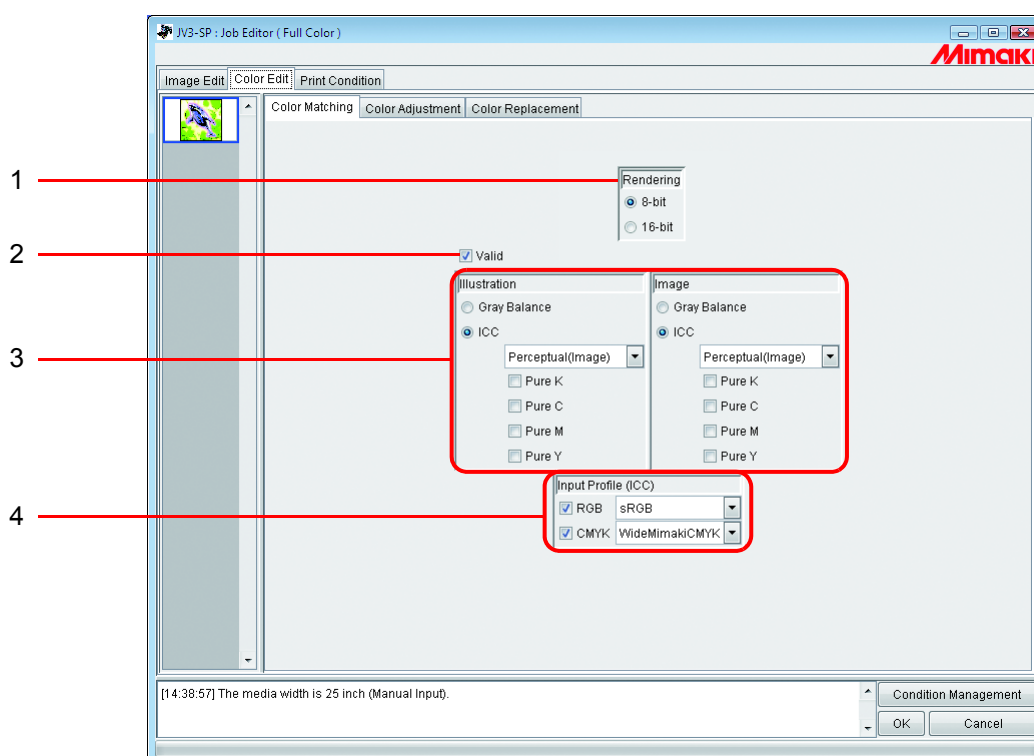 JV3-SP : Job Editor ( Full Color )
Mimaki
Image Edit Color Edit Print Condition
Color Matching Color Adjustment Color Replacement
1
Rendering
8-bit
16-bit
2
Valid
Illustration Image
Gray Balance Gray Balance
ICC ICC
3
Perceptual(Image) Perceptual(Image)
Pure K Pure K
Pure C Pure C
Pure M Pure M
Pure Y Pure Y
Input Profile (ICC)
4
RGB sRGB
CMYK WideMimakiCMYK
[14:38:57] The media width is 25 inch (Manual Input).
Condition Management
OK Cancel